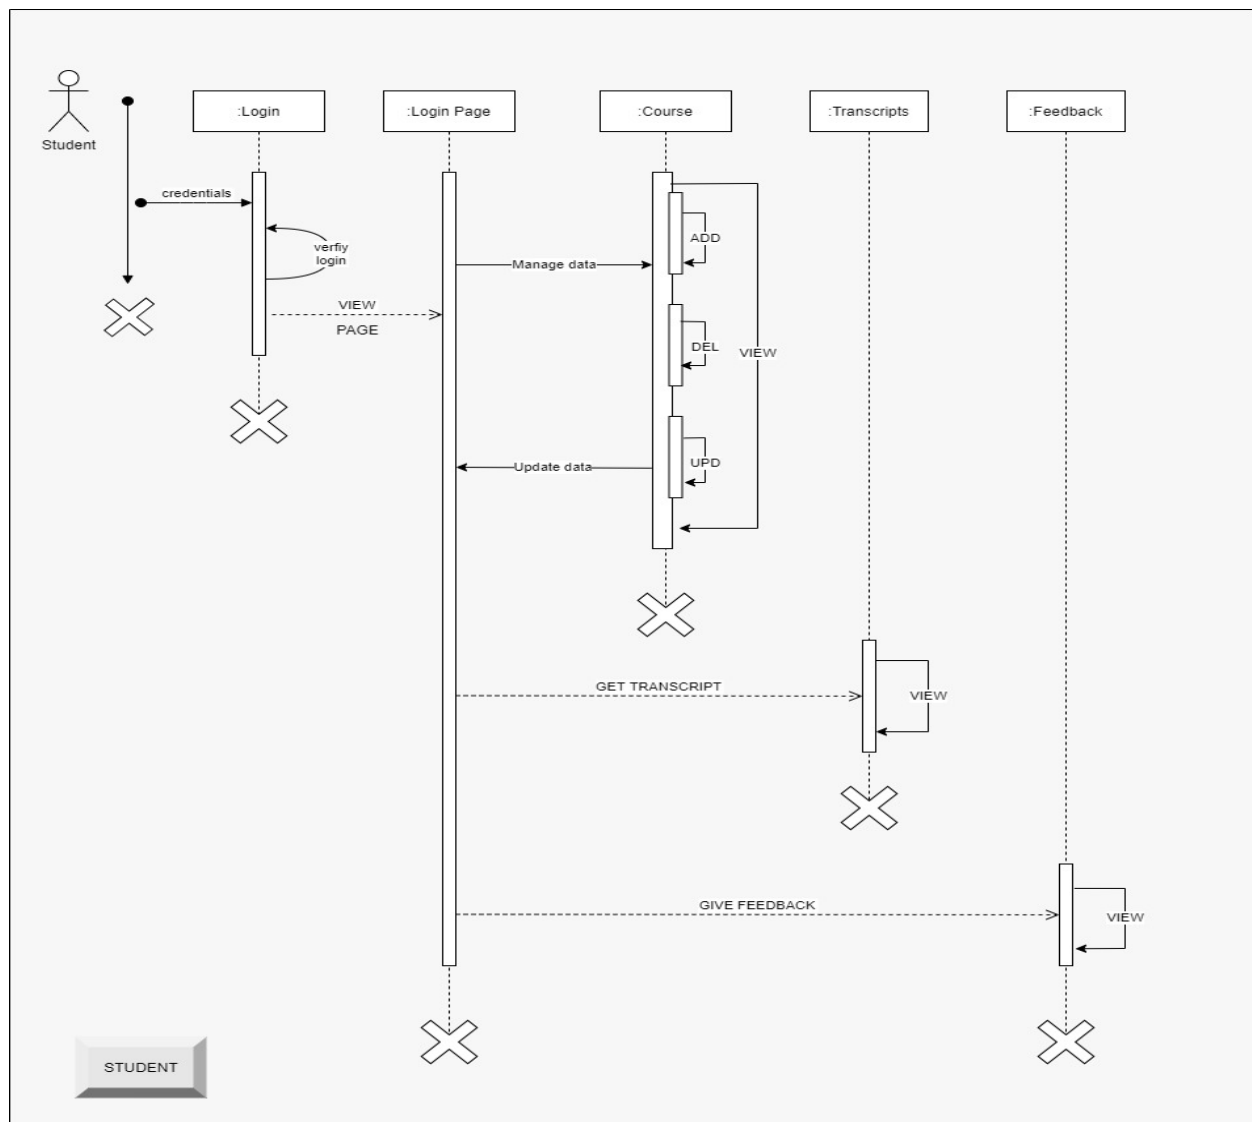 Student
:Login
:Login Page
:Course
:Transcripts
:Feedback
credentials
verfiy
login
VIEW
PAGE
Manage data
ADD
DEL
VIEW
UPD
Update data
GET TRANSCRIPT
VIEW
GIVE FEEDBACK
VIEW
STUDENT